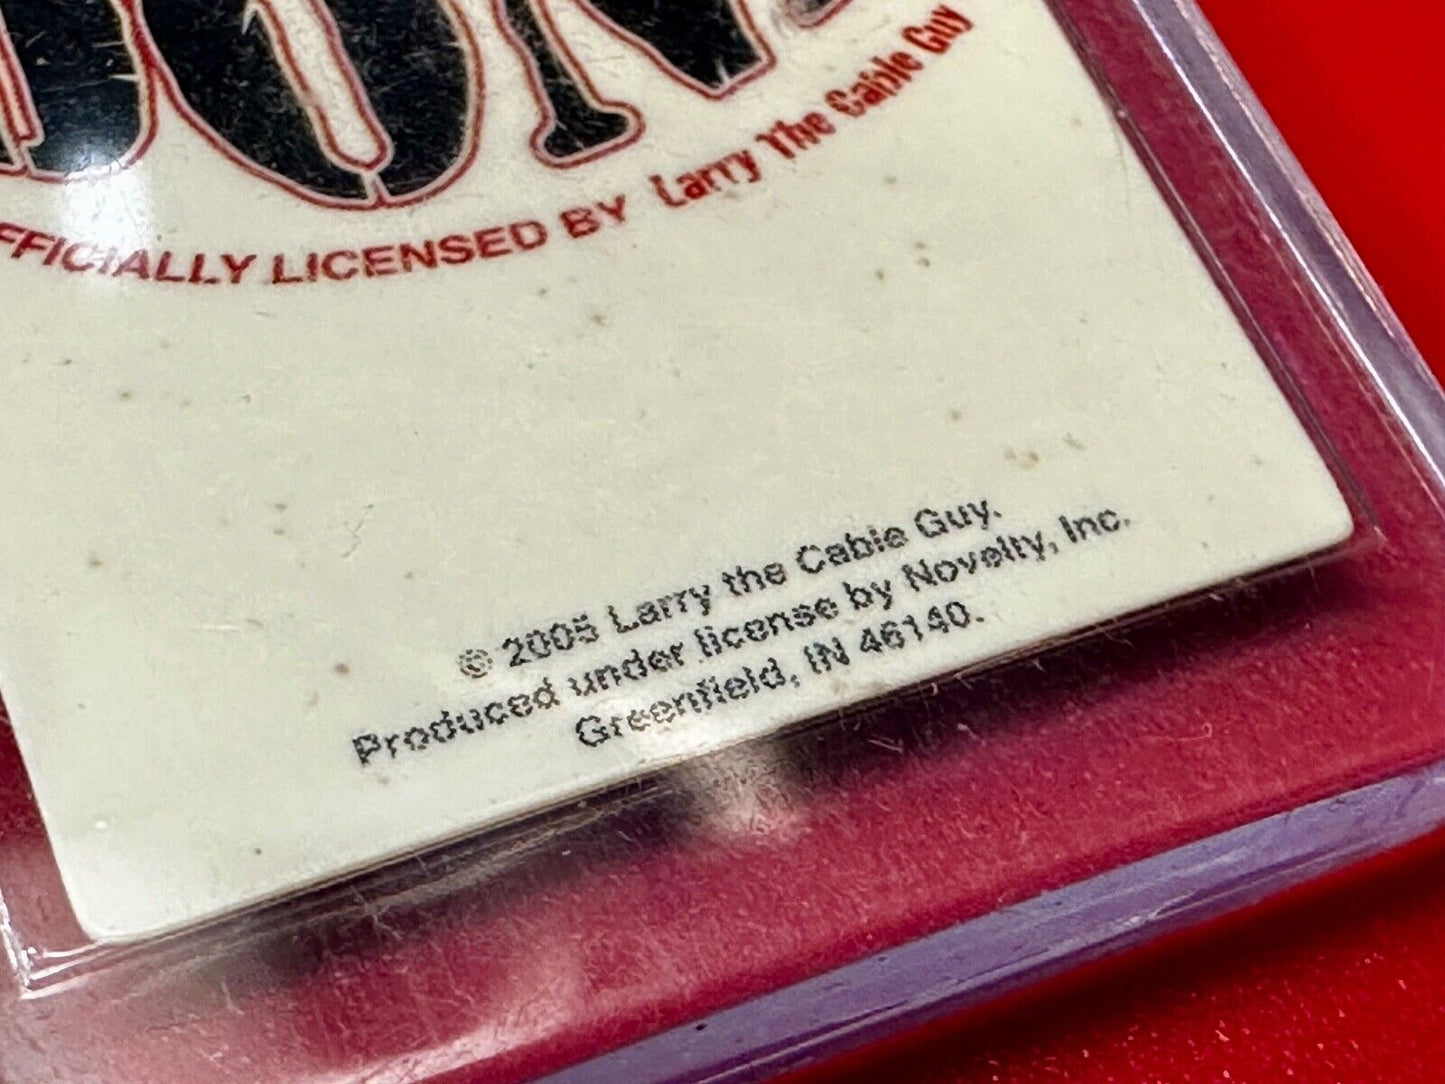 OFFICIALLY LICENSED BY Larry The Cable Guy
© 2005 Larry the Cable Guy.
Produced under license by Novelty, Inc.
Greenfield, IN 46140.